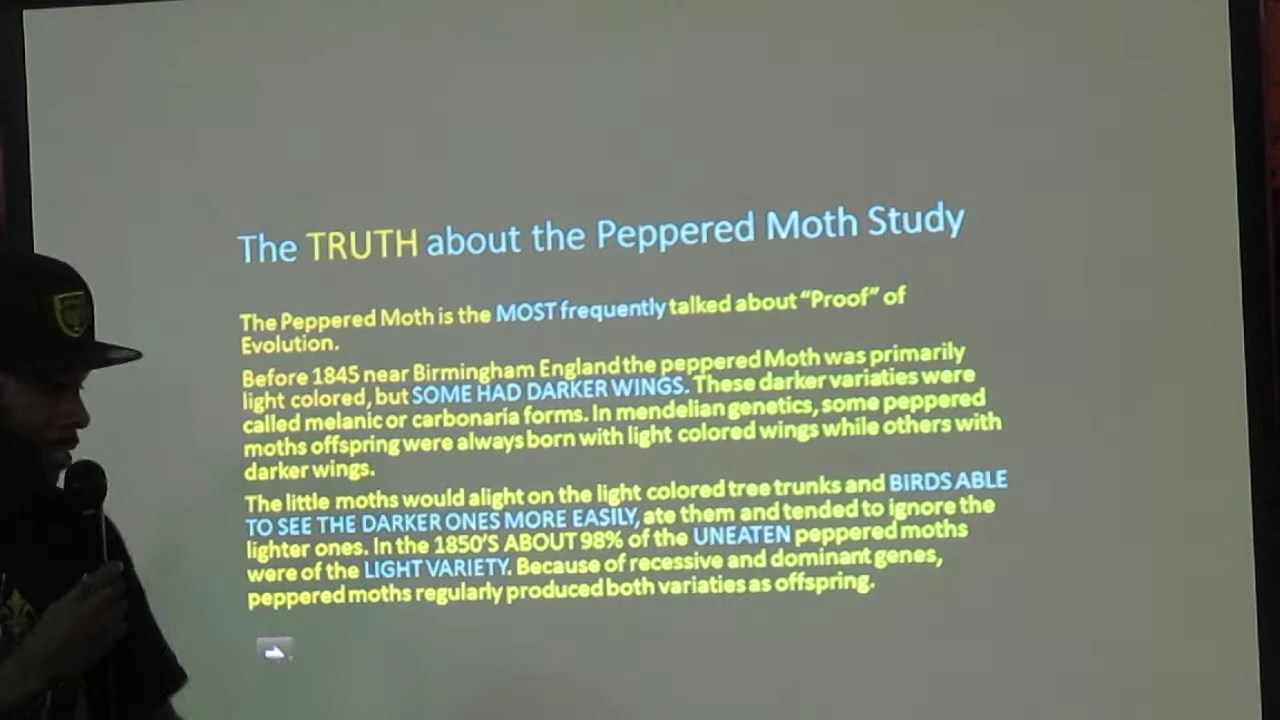 The TRUTH about the Peppered Moth Study
The Peppered Moth is the MOST frequently talked about “Proof” of
Evolution.
Before 1845 near Birmingham England the peppered Moth was primarily
light colored, but SOME HAD DARKER WINGS. These darker variaties were
called melanic or carbonaria forms. In mendelian genetics, some peppered
moths offspring were always born with light colored wings while others with
darker wings.
The little moths would alight on the light colored tree trunks and BIRDS ABLE
TO SEE THE DARKER ONES MORE EASILY, ate them and tended to ignore the
lighter ones. In the 1850'S ABOUT 98% of the UNEATEN peppered moths
were of the LIGHT VARIETY. Because of recessive and dominant genes,
peppered moths regularly produced both variaties as offspring.